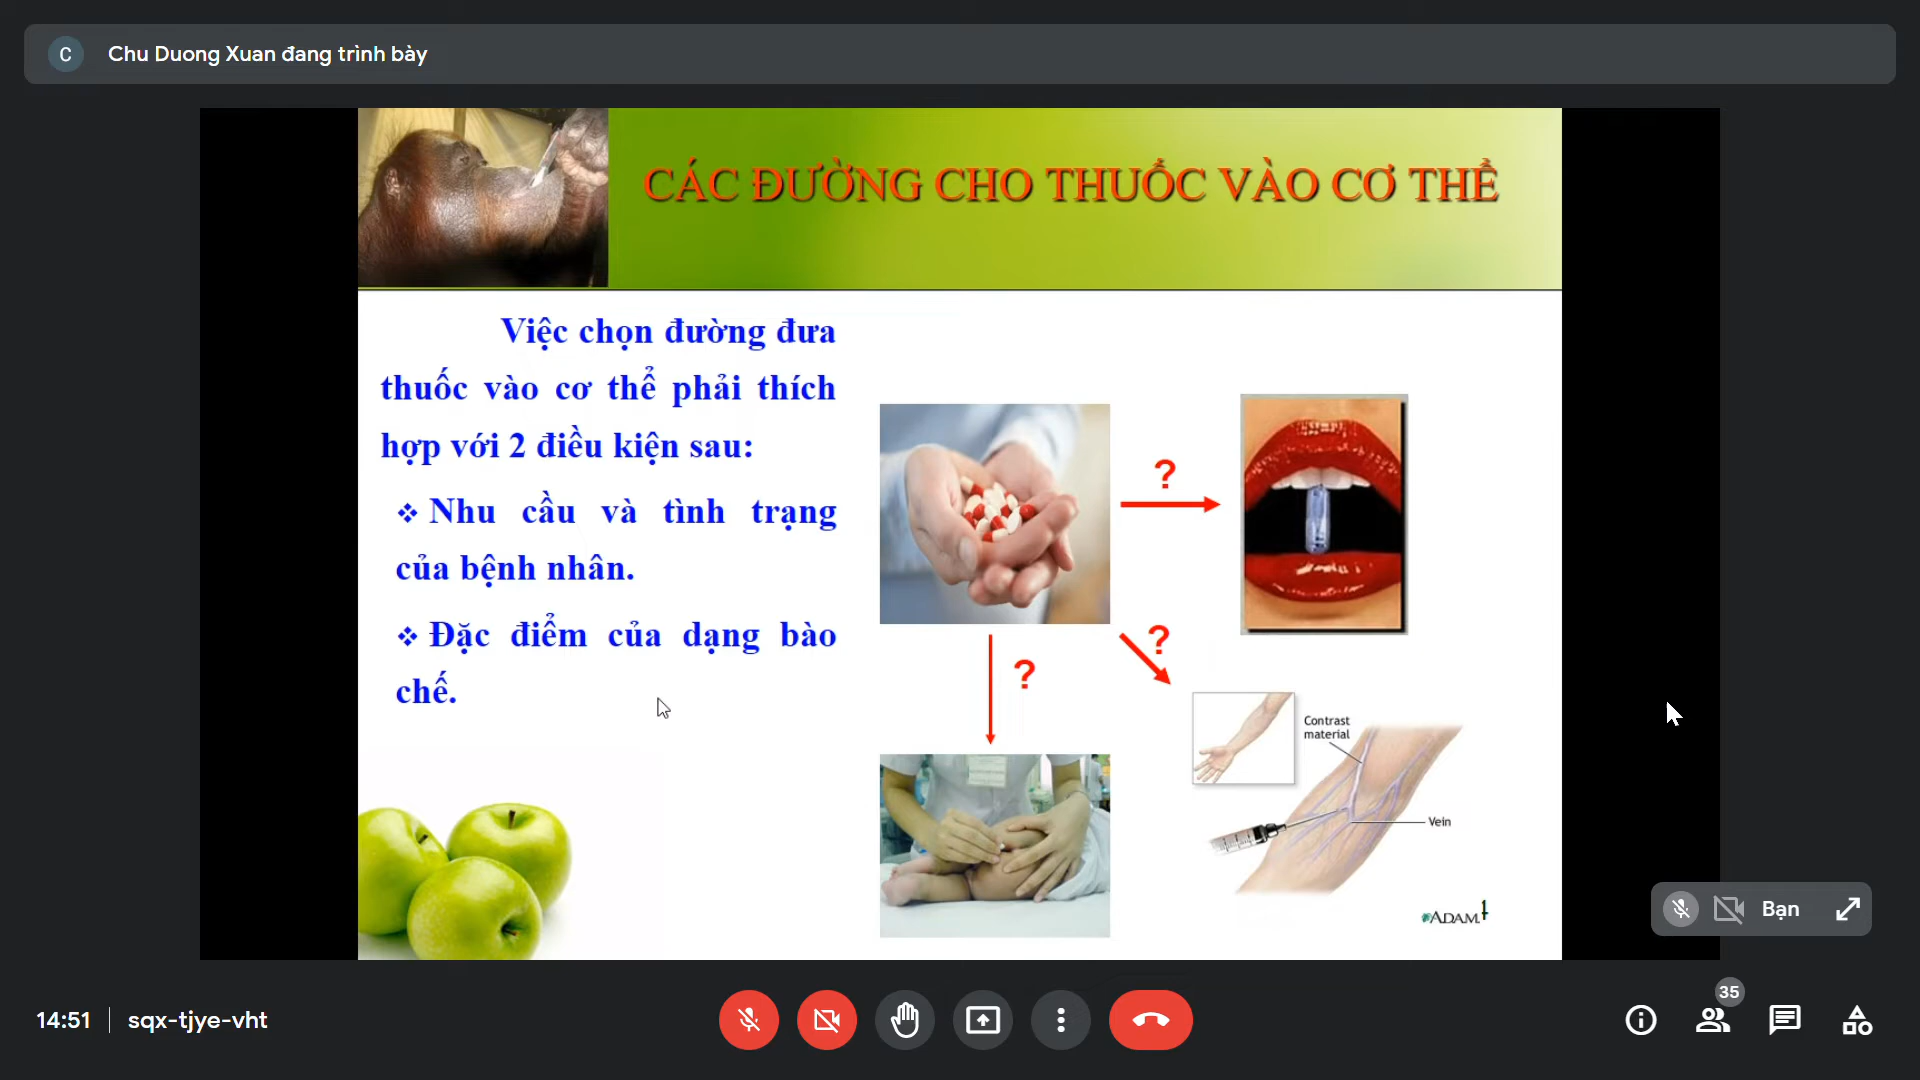 C
Chu Duong Xuan đang trình bày
CÁC ĐƯỜNG CHO THUỐC VÀO CƠ THỂ
Việc chọn đường đưa
thuốc vào cơ thể phải thích
hợp với 2 điều kiện sau:
❖ Nhu cầu và tình trạng
của bệnh nhân.
❖ Đặc điểm của dạng bào
chế.
?
?
?
Contrast
material
Vein
ADAM.
1
Bạn
14:51 | sqx-tjye-vht
35